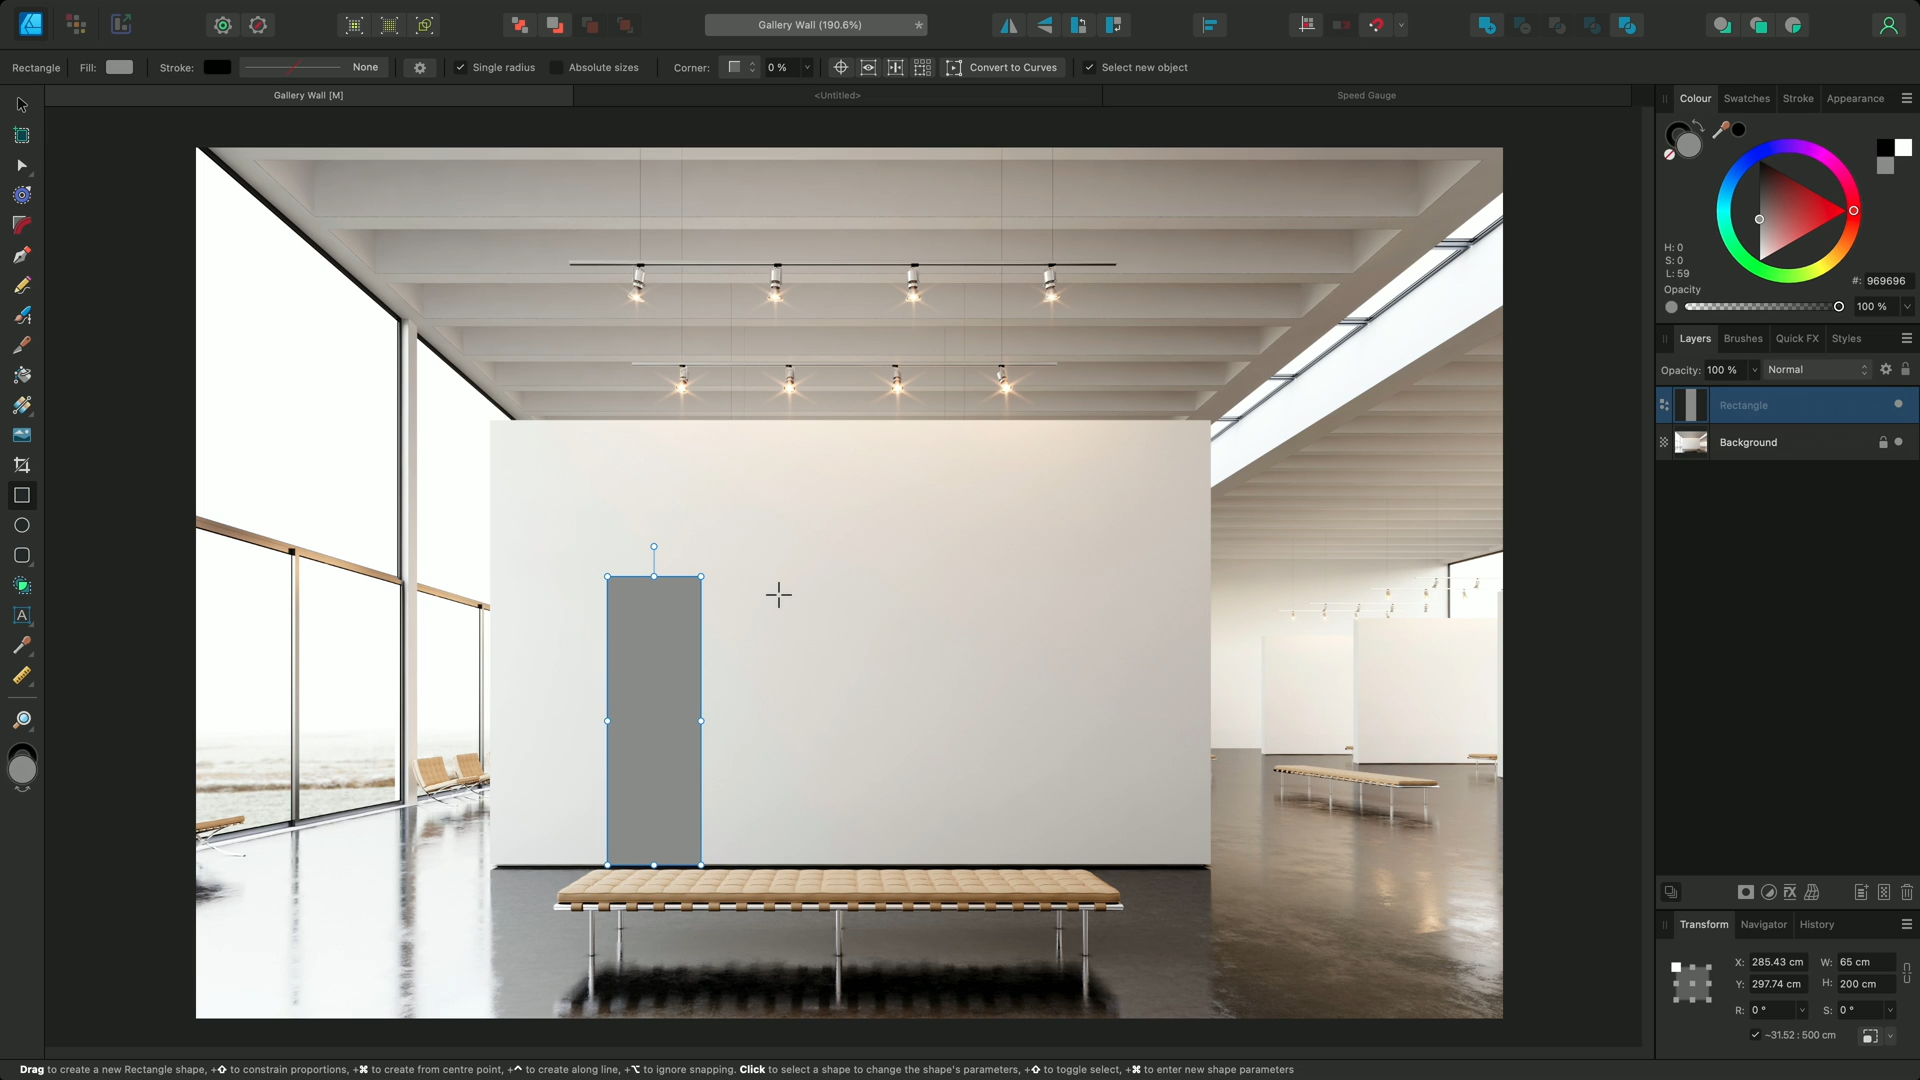 Gallery Wall (190.6%)
*
Rectangle
Fill:
Stroke:
None
Single radius
Absolute sizes
Corner:
0 %
Convert to Curves
Select new object
Gallery Wall [M]
<Untitled>
Speed Gauge
Colour
Swatches
Stroke
Appearance
H: 0
S: 0
L: 59
#: 969696
Opacity
100 %
Layers
Brushes
Quick FX
Styles
Opacity: 100 %
Normal
Rectangle
Background
Transform
Navigator
History
X: 285.43 cm
W: 65 cm
Y: 297.74 cm
H: 200 cm
R: 0 °
S: 0 °
~31.52 : 500 cm
Drag to create a new Rectangle shape, +⇧ to constrain proportions, +⌘ to create from centre point, +^ to create along line, +⌥ to ignore snapping. Click to select a shape to change the shape's parameters, +⇧ to toggle select, +⌘ to enter new shape parameters